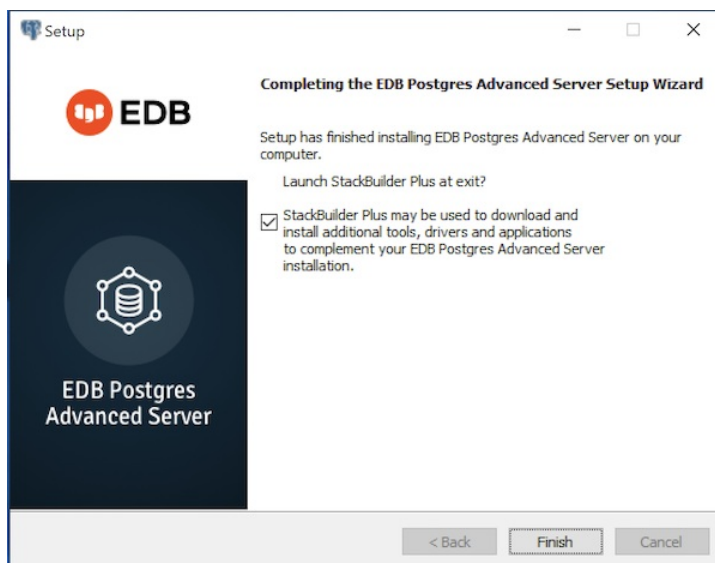 Setup
EDB
Completing the EDB Postgres Advanced Server Setup Wizard
Setup has finished installing EDB Postgres Advanced Server on your
computer.
Launch StackBuilder Plus at exit?
StackBuilder Plus may be used to download and
install additional tools, drivers and applications
to complement your EDB Postgres Advanced Server
installation.
EDB Postgres
Advanced Server
< Back
Finish
Cancel